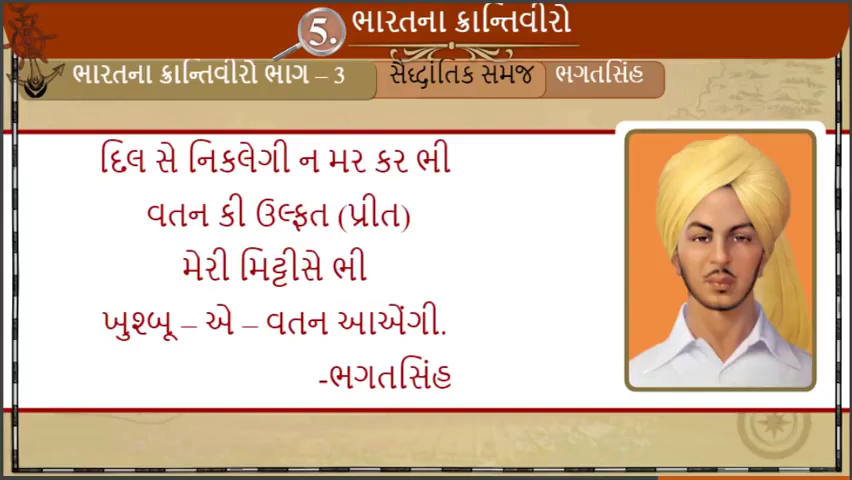 5. ભારતના ક્રાન્તિવીરો
ભારતના ક્રાન્તિવીરો ભાગ – 3 સૈદ્ધાંતિક સમજ ભગતસિંહ
દિલ સે નિકલેગી ન મર કર ભી
વતન કી ઉલ્ફત (પ્રીત)
મેરી મિટ્ટીસે ભી
ખુશ્બૂ – એ – વતન આએંગી.
-ભગતસિંહ